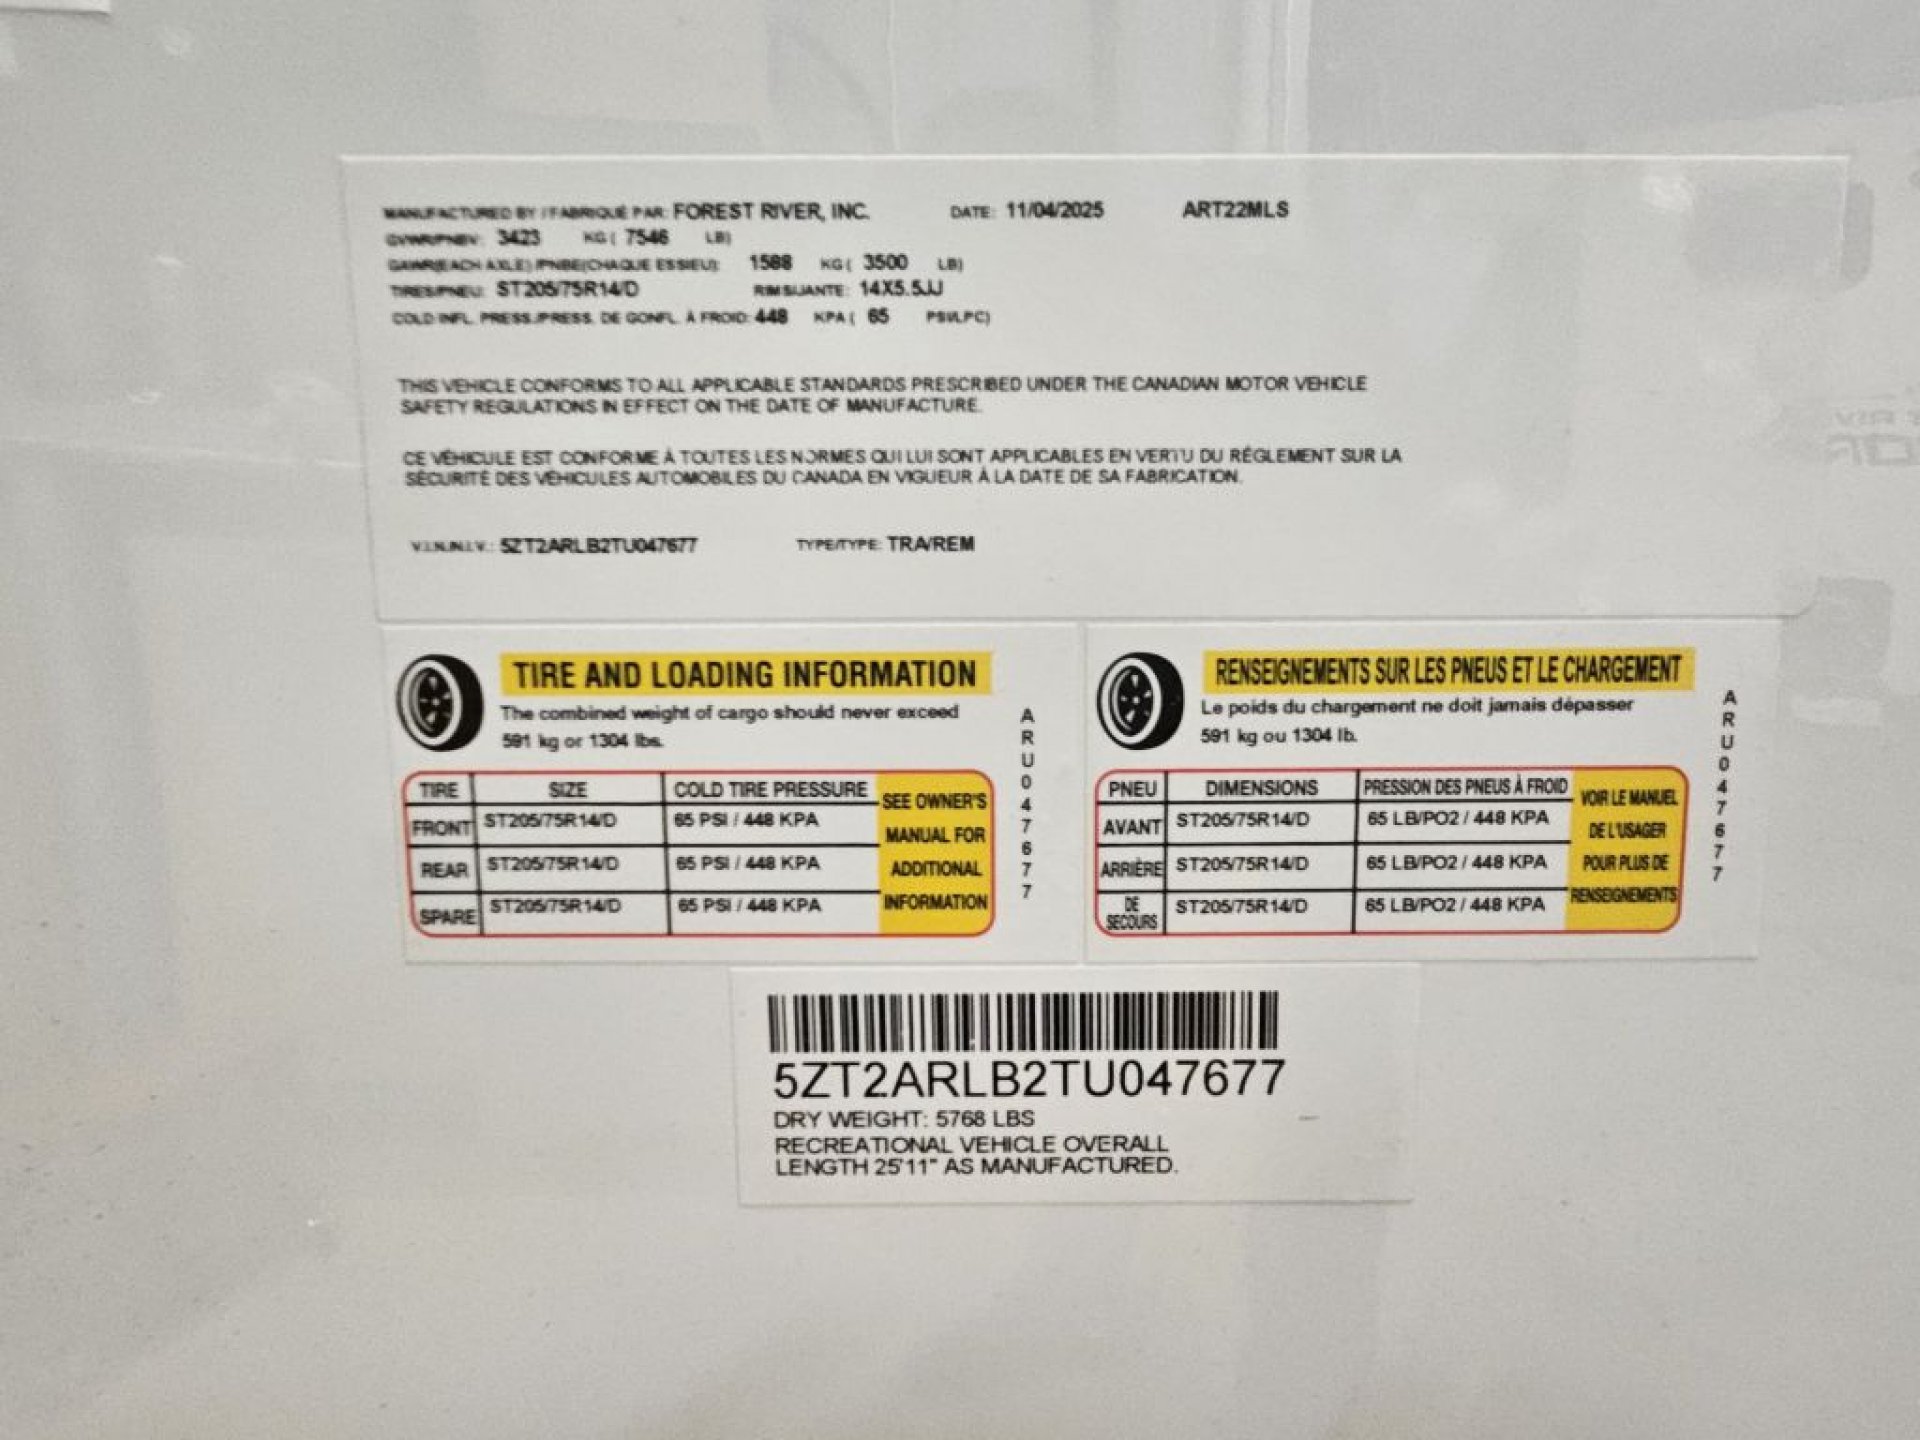 MANUFACTURED BY / FABRIQUÉ PAR: FOREST RIVER, INC. DATE: 11/04/2025 ART22MLS
GVWR/PNBV: 3423 KG ( 7546 LB)
GAWR(EACH AXLE) /PNBE(CHAQUE ESSIEU): 1588 KG ( 3500 LB)
TIRES/PNEU: ST205/75R14/D RIMS/JANTE: 14X5.5JJ
COLD INFL. PRESS./PRESS. DE GONFL. À FROID: 448 KPA ( 65 PSI/LPC)
THIS VEHICLE CONFORMS TO ALL APPLICABLE STANDARDS PRESCRIBED UNDER THE CANADIAN MOTOR VEHICLE
SAFETY REGULATIONS IN EFFECT ON THE DATE OF MANUFACTURE.
CE VÉHICULE EST CONFORME À TOUTES LES NORMES QUI LUI SONT APPLICABLES EN VERTU DU RÉGLEMENT SUR LA
SÉCURITÉ DES VÉHICULES AUTOMOBILES DU CANADA EN VIGUEUR À LA DATE DE SA FABRICATION.
V.I.N./N.I.V.: 5ZT2ARLB2TU047677 TYPE/TYPE: TRA/REM
TIRE AND LOADING INFORMATION
The combined weight of cargo should never exceed
591 kg or 1304 lbs.
TIRE SIZE COLD TIRE PRESSURE
FRONT ST205/75R14/D 65 PSI / 448 KPA
REAR ST205/75R14/D 65 PSI / 448 KPA
SPARE ST205/75R14/D 65 PSI / 448 KPA
SEE OWNER'S
MANUAL FOR
ADDITIONAL
INFORMATION
ARU047677
RENSEIGNEMENTS SUR LES PNEUS ET LE CHARGEMENT
Le poids du chargement ne doit jamais dépasser
591 kg ou 1304 lb.
PNEU DIMENSIONS PRESSION DES PNEUS À FROID
AVANT ST205/75R14/D 65 LB/PO2 / 448 KPA
ARRIÈRE ST205/75R14/D 65 LB/PO2 / 448 KPA
DE SECOURS ST205/75R14/D 65 LB/PO2 / 448 KPA
VOIR LE MANUEL
DE L'USAGER
POUR PLUS DE
RENSEIGNEMENTS
ARU047677
5ZT2ARLB2TU047677
DRY WEIGHT: 5768 LBS
RECREATIONAL VEHICLE OVERALL
LENGTH 25'11" AS MANUFACTURED.